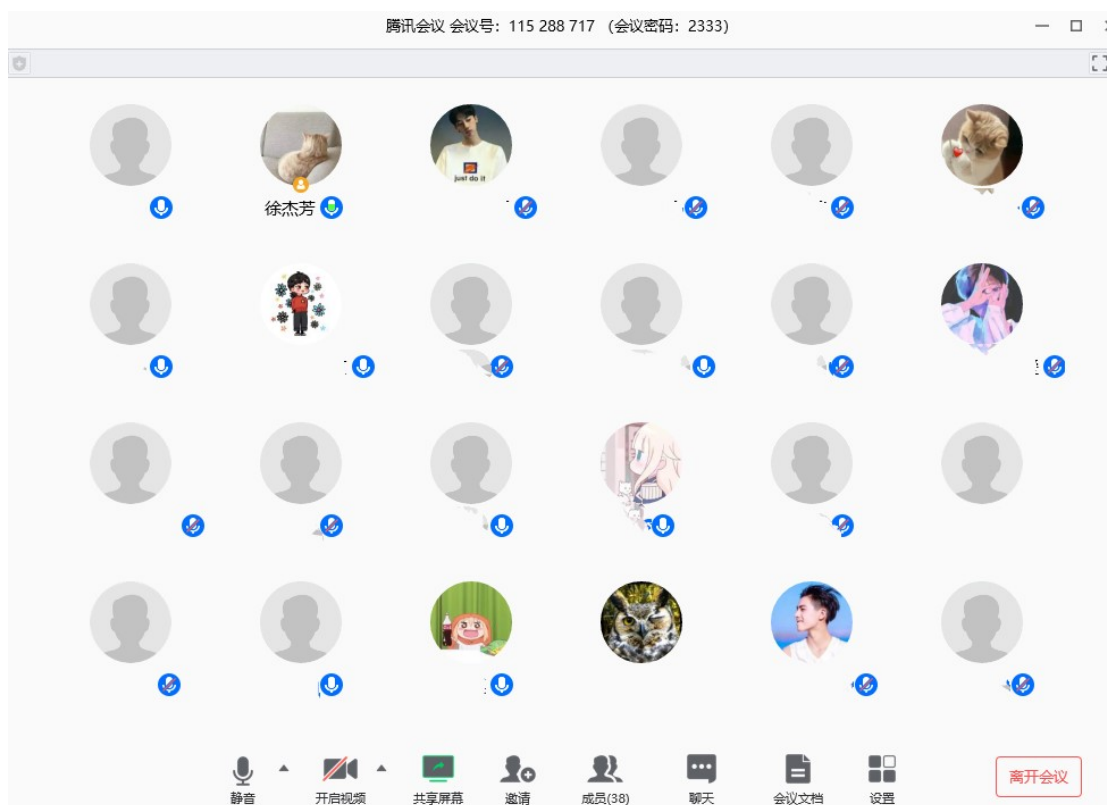 腾讯会议 会议号：115 288 717 （会议密码：2333）
just do it
徐杰芳
静音
开启视频
共享屏幕
邀请
成员(38)
聊天
会议文档
设置
离开会议